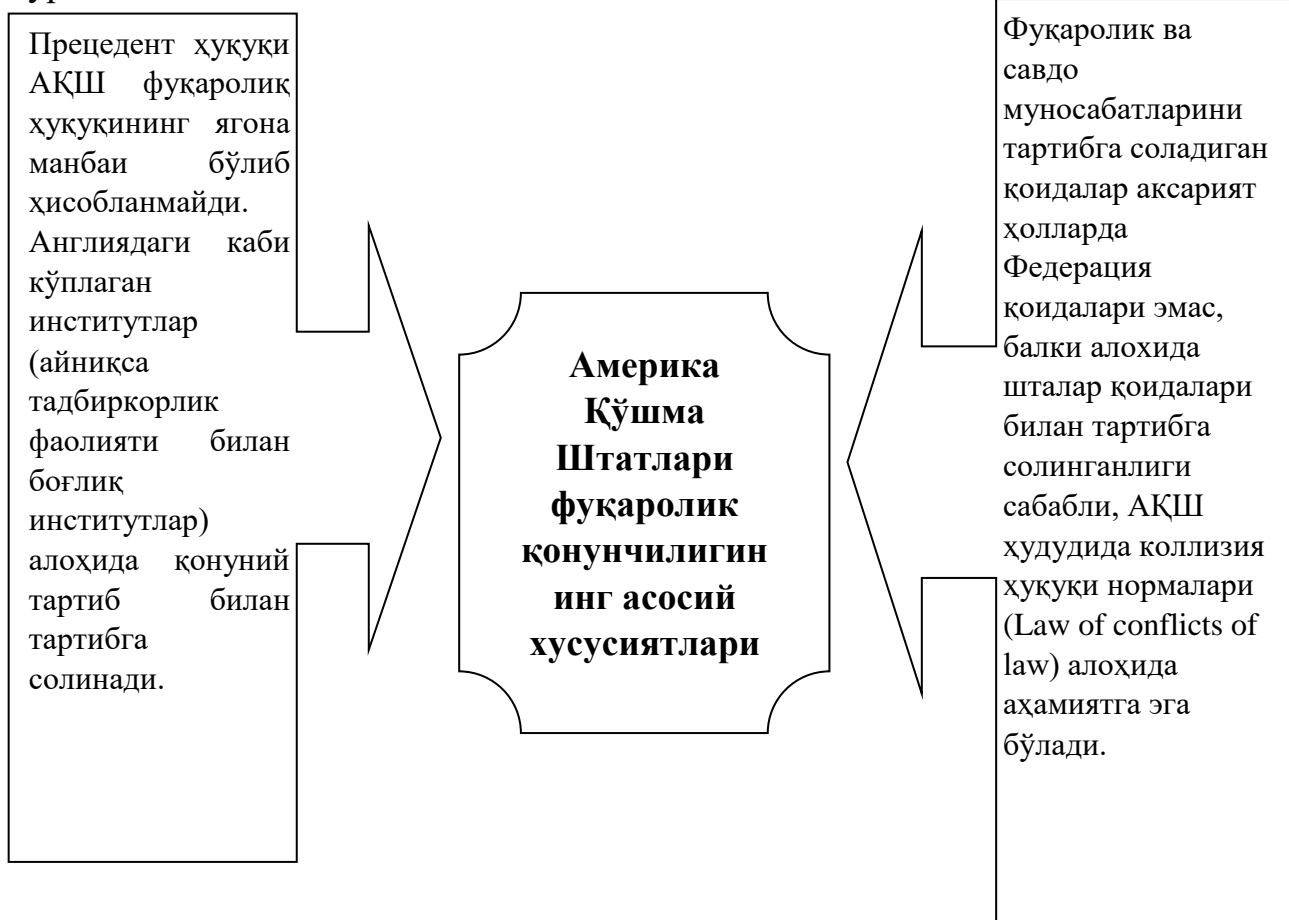 Прецедент ҳуқуқи
АҚШ фуқаролиқ
ҳуқуқининг ягона
манбаи бўлиб
ҳисобланмайди.
Англиядаги каби
кўплаган
институтлар
(айниқса
тадбиркорлик
фаолияти билан
боғлиқ
институтлар)
алоҳида қонуний
тартиб билан
тартибга
солинади.
Америка
Қўшма
Штатлари
фуқаролик
қонунчилигин
инг асосий
хусусиятлари
Фуқаролик ва
савдо
муносабатларини
тартибга соладиган
қоидалар аксарият
ҳолларда
Федерация
қоидалари эмас,
балки алохида
шталар қоидалари
билан тартибга
солинганлиги
сабабли, АҚШ
ҳудудида коллизия
ҳуқуқи нормалари
(Law of conflicts of
law) алоҳида
аҳамиятга эга
бўлади.